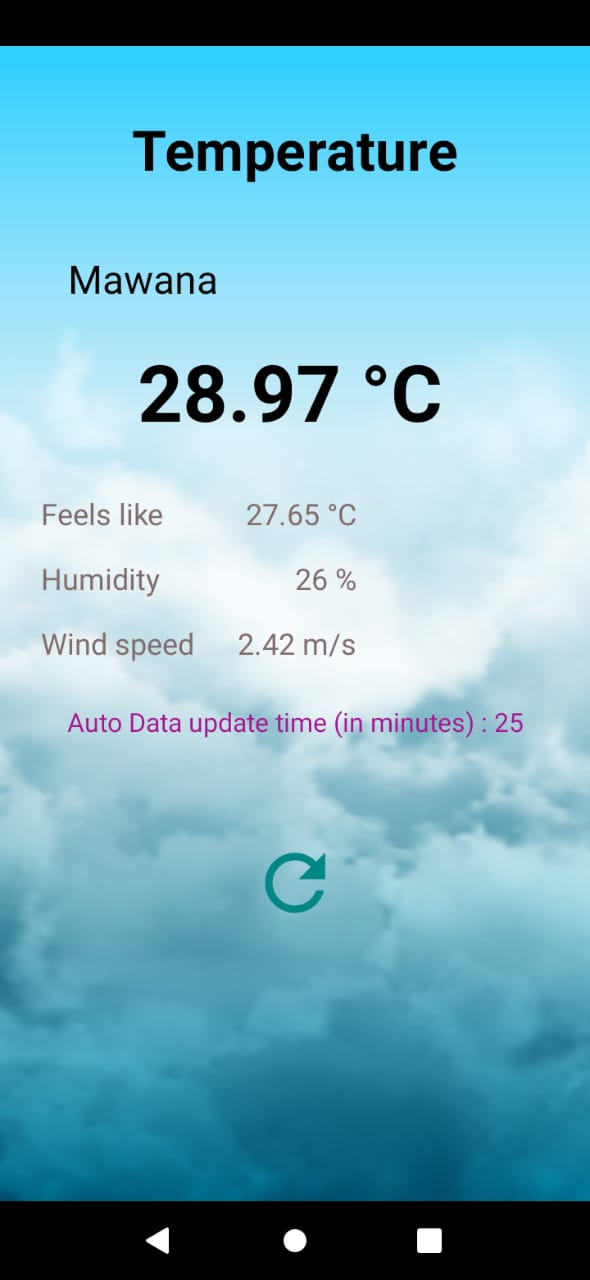 Temperature
Mawana
28.97 °C
Feels like 27.65 °C
Humidity 26 %
Wind speed 2.42 m/s
Auto Data update time (in minutes) : 25